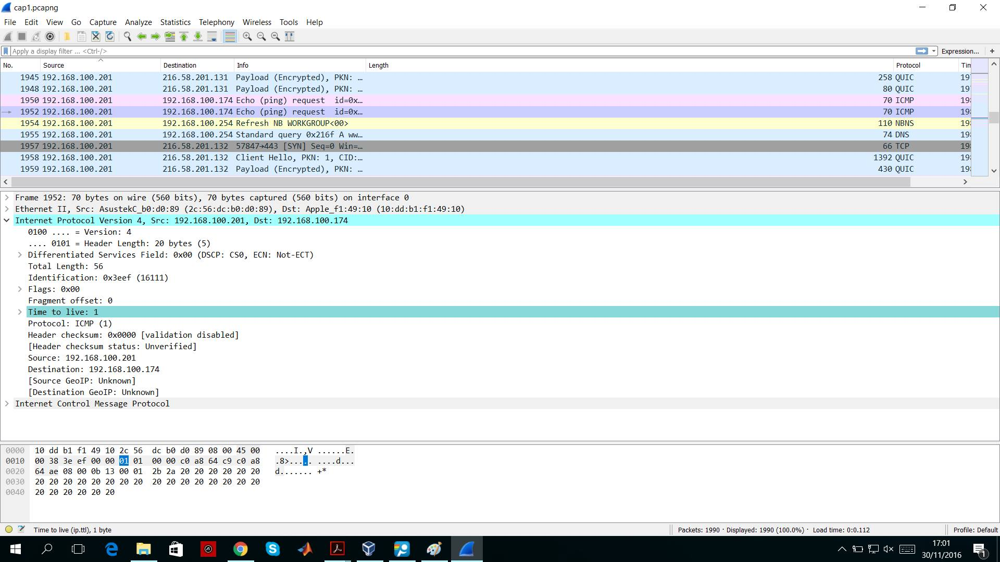 cap1.pcapng
File Edit View Go Capture Analyze Statistics Telephony Wireless Tools Help
Apply a display filter ... <Ctrl-/> Expression... +
No. Source Destination Info Length Protocol Tin
1945 192.168.100.201 216.58.201.131 Payload (Encrypted), PKN: … 258 QUIC 19
1948 192.168.100.201 216.58.201.131 Payload (Encrypted), PKN: … 80 QUIC 19
1950 192.168.100.201 192.168.100.174 Echo (ping) request id=0x… 70 ICMP 19
1952 192.168.100.201 192.168.100.174 Echo (ping) request id=0x… 70 ICMP 19
1954 192.168.100.201 192.168.100.254 Refresh NB WORKGROUP<00> 110 NBNS 19
1955 192.168.100.201 192.168.100.254 Standard query 0x216f A ww… 74 DNS 19
1957 192.168.100.201 216.58.201.132 57847→443 [SYN] Seq=0 Win=… 66 TCP 19
1958 192.168.100.201 216.58.201.132 Client Hello, PKN: 1, CID:… 1392 QUIC 19
1959 192.168.100.201 216.58.201.132 Payload (Encrypted), PKN: … 430 QUIC 19
Frame 1952: 70 bytes on wire (560 bits), 70 bytes captured (560 bits) on interface 0
Ethernet II, Src: AsustekC_b0:d0:89 (2c:56:dc:b0:d0:89), Dst: Apple_f1:49:10 (10:dd:b1:f1:49:10)
Internet Protocol Version 4, Src: 192.168.100.201, Dst: 192.168.100.174
0100 .... = Version: 4
.... 0101 = Header Length: 20 bytes (5)
Differentiated Services Field: 0x00 (DSCP: CS0, ECN: Not-ECT)
Total Length: 56
Identification: 0x3eef (16111)
Flags: 0x00
Fragment offset: 0
Time to live: 1
Protocol: ICMP (1)
Header checksum: 0x0000 [validation disabled]
[Header checksum status: Unverified]
Source: 192.168.100.201
Destination: 192.168.100.174
[Source GeoIP: Unknown]
[Destination GeoIP: Unknown]
Internet Control Message Protocol
0000 10 dd b1 f1 49 10 2c 56 dc b0 d0 89 08 00 45 00 ....I.,V ......E.
0010 00 38 3e ef 00 00 01 01 00 00 c0 a8 64 c9 c0 a8 .8>..... ....d...
0020 64 ae 08 00 0b 13 00 01 2b 2a 20 20 20 20 20 20 d....... +*
0030 20 20 20 20 20 20 20 20 20 20 20 20 20 20 20 20
0040 20 20 20 20 20 20
Time to live (ip.ttl), 1 byte Packets: 1990 · Displayed: 1990 (100.0%) · Load time: 0:0.112 Profile: Default
17:01
30/11/2016
1